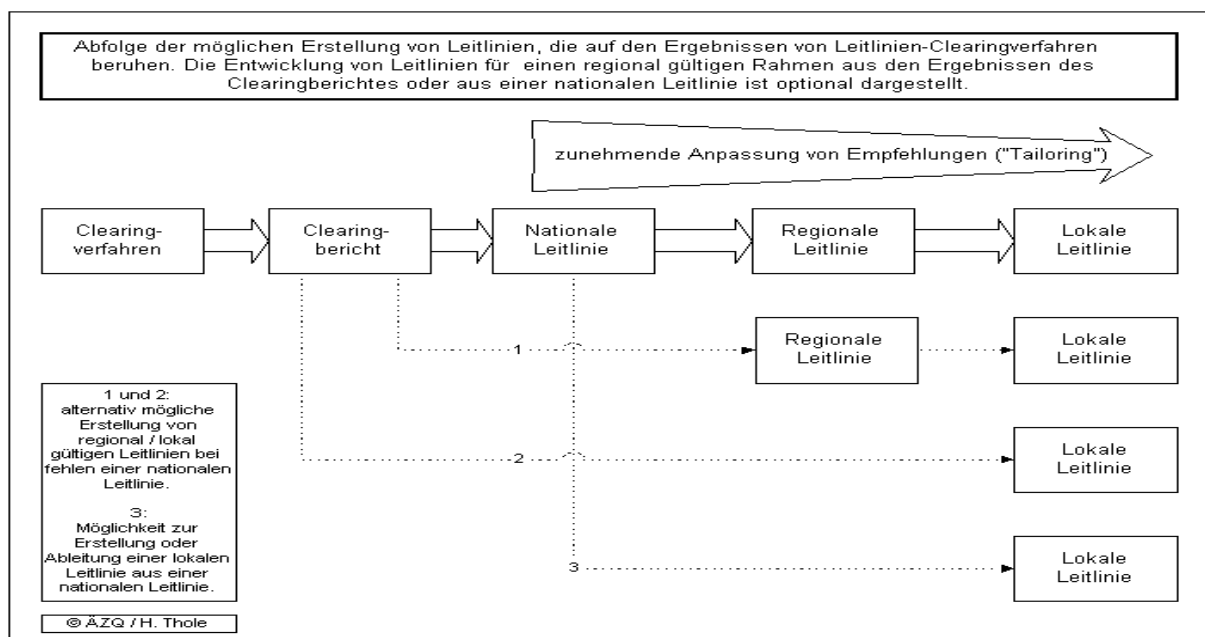 Abfolge der möglichen Erstellung von Leitlinien, die auf den Ergebnissen von Leitlinien-Clearingverfahren
beruhen. Die Entwicklung von Leitlinien für einen regional gültigen Rahmen aus den Ergebnissen des
Clearingberichtes oder aus einer nationalen Leitlinie ist optional dargestellt.
zunehmende Anpassung von Empfehlungen ("Tailoring")
Clearing-
verfahren
Clearing-
bericht
Nationale
Leitlinie
Regionale
Leitlinie
Lokale
Leitlinie
1
Regionale
Leitlinie
Lokale
Leitlinie
1 und 2:
alternativ mögliche
Erstellung von
regional / lokal
gültigen Leitlinien bei
fehlen einer nationalen
Leitlinie.
3:
Möglichkeit zur
Erstellung oder
Ableitung einer lokalen
Leitlinie aus einer
nationalen Leitlinie.
2
Lokale
Leitlinie
3
Lokale
Leitlinie
© ÄZQ / H. Thole